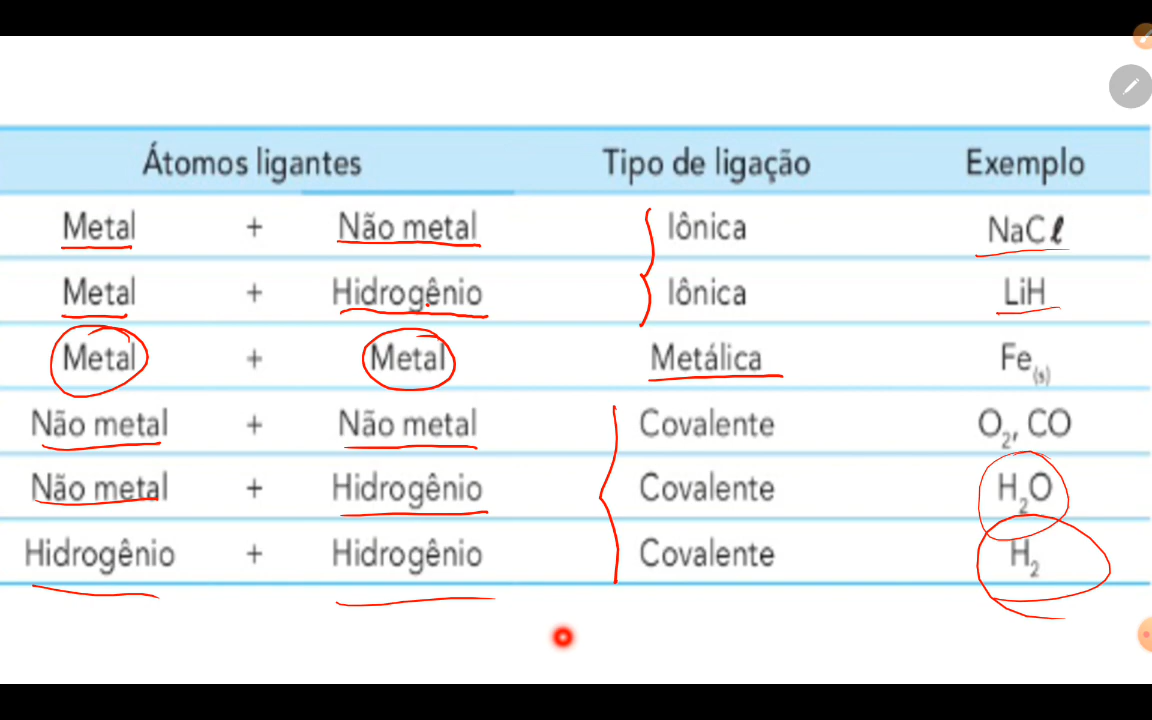 Átomos ligantes Tipo de ligação Exemplo
Metal + Não metal Iônica NaCℓ
Metal + Hidrogênio Iônica LiH
Metal + Metal Metálica Fe(s)
Não metal + Não metal Covalente O₂, CO
Não metal + Hidrogênio Covalente H₂O
Hidrogênio + Hidrogênio Covalente H₂